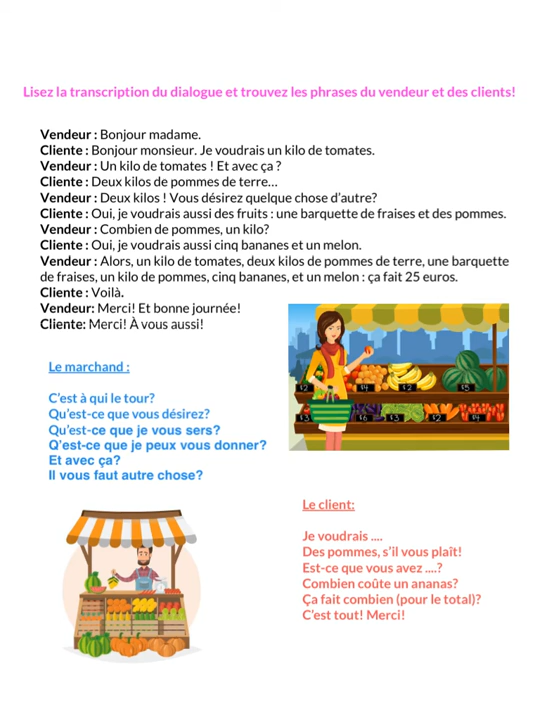 Lisez la transcription du dialogue et trouvez les phrases du vendeur et des clients!
Vendeur : Bonjour madame.
Cliente : Bonjour monsieur. Je voudrais un kilo de tomates.
Vendeur : Un kilo de tomates ! Et avec ça ?
Cliente : Deux kilos de pommes de terre...
Vendeur : Deux kilos ! Vous désirez quelque chose d'autre?
Cliente : Oui, je voudrais aussi des fruits : une barquette de fraises et des pommes.
Vendeur : Combien de pommes, un kilo?
Cliente : Oui, je voudrais aussi cinq bananes et un melon.
Vendeur : Alors, un kilo de tomates, deux kilos de pommes de terre, une barquette
de fraises, un kilo de pommes, cinq bananes, et un melon : ça fait 25 euros.
Cliente : Voilà.
Vendeur: Merci! Et bonne journée!
Cliente: Merci! À vous aussi!
Le marchand :
C'est à qui le tour?
Qu'est-ce que vous désirez?
Qu'est-ce que je vous sers?
Q'est-ce que je peux vous donner?
Et avec ça?
Il vous faut autre chose?
$2 $4 $2 $5
$3 $6 $3 $2 $4
Le client:
Je voudrais ....
Des pommes, s'il vous plaît!
Est-ce que vous avez ....?
Combien coûte un ananas?
Ça fait combien (pour le total)?
C'est tout! Merci!